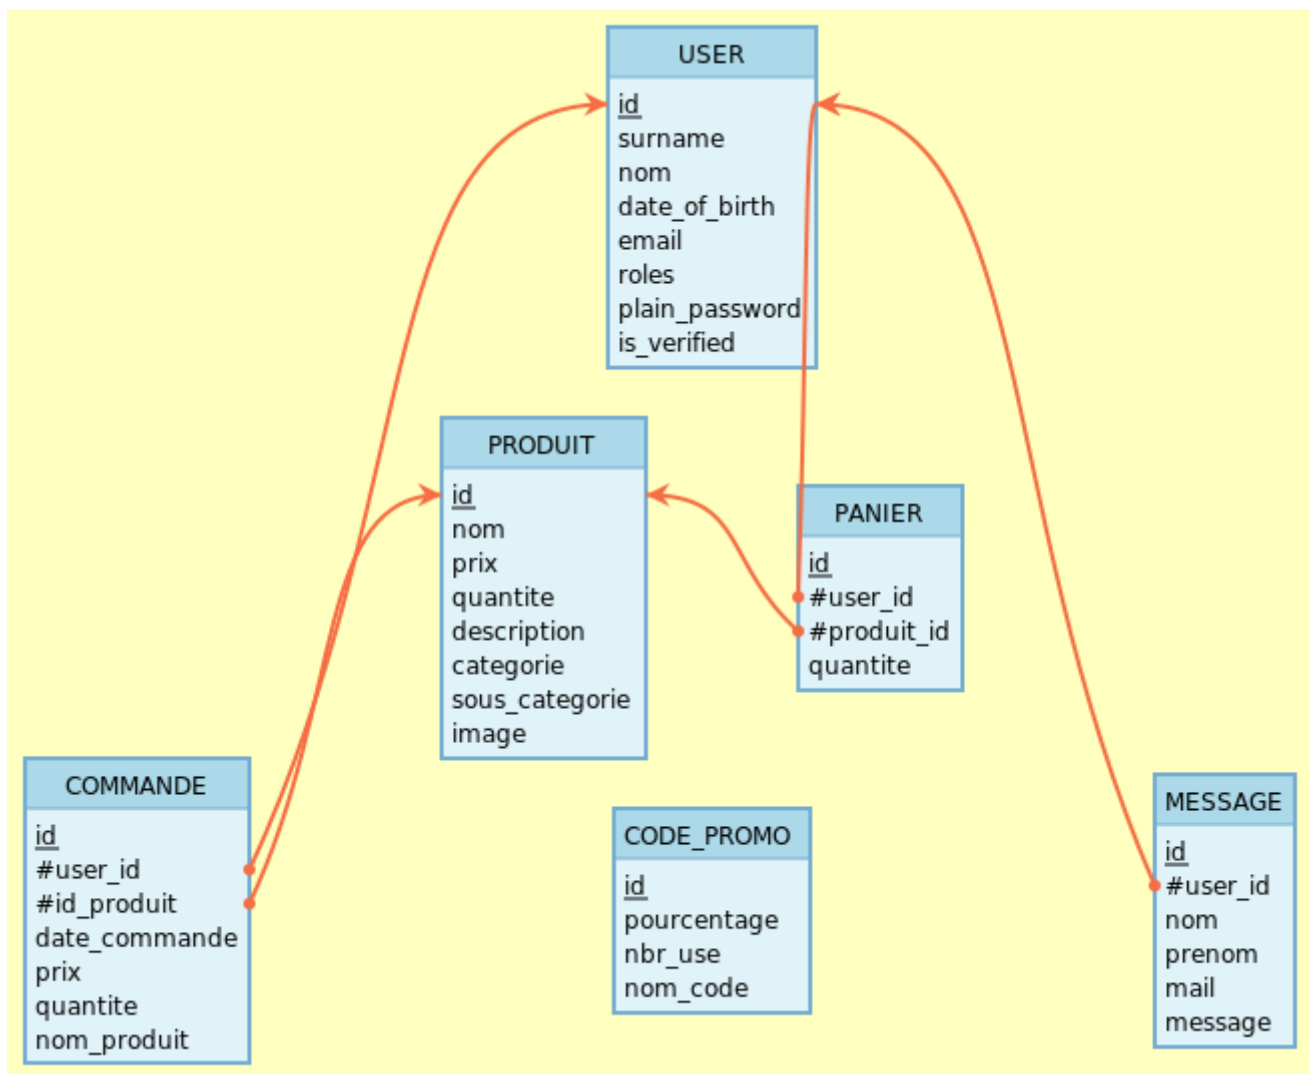 USER
id
surname
nom
date_of_birth
email
roles
plain_password
is_verified
PRODUIT
id
nom
prix
quantite
description
categorie
sous_categorie
image
PANIER
id
#user_id
#produit_id
quantite
COMMANDE
id
#user_id
#id_produit
date_commande
prix
quantite
nom_produit
CODE_PROMO
id
pourcentage
nbr_use
nom_code
MESSAGE
id
#user_id
nom
prenom
mail
message